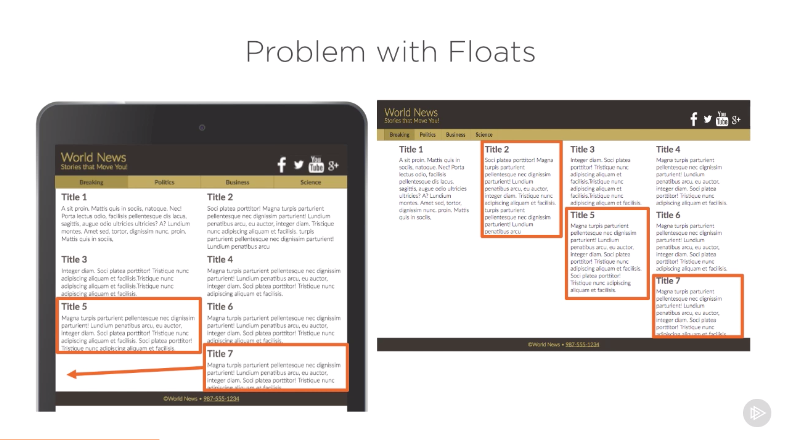 Problem with Floats
World News
Stories that Move You!
You
Tube
g+
Breaking Politics Business Science
Title 1
A sit proin. Mattis quis in sociis, natoque. Nec! Porta
lectus odio, facilisis pellentesque dis lacus,
sagittis, augue odio ultricies ultricies? A? Lundium
enim. Amet sed, tortor, dignissim nunc. proin.
Mattis quis in sociis,
Title 2
Magna turpis parturient pellentesque nec dignissim
parturient! Lundium penatibus arcu, eu auctor,
integer diam. Soci platea porttitor! Tristique nunc
adipiscing aliquam et facilisis. turpis
parturient pellentesque nec dignissim parturient!
Lundium penatibus arcu
Title 3
Integer diam. Soci platea porttitor! Tristique nunc
adipiscing aliquam et facilisis.Tristique nunc
adipiscing aliquam et facilisis.
Title 4
Magna turpis parturient pellentesque nec dignissim
parturient! Lundium penatibus arcu, eu auctor,
integer diam. Soci platea porttitor! Tristique nunc
adipiscing aliquam et facilisis.
Title 5
Magna turpis parturient pellentesque nec dignissim
parturient! Lundium penatibus arcu, eu auctor,
integer diam. Soci platea porttitor! Tristique nunc
adipiscing aliquam et facilisis. Soci platea porttitor!
Tristique nunc adipiscing aliquam et facilisis.
Title 6
Magna turpis parturient pellentesque nec dignissim
parturient! Lundium penatibus arcu, eu auctor,
integer diam. Soci platea porttitor! Tristique nunc
adipiscing aliquam et facilisis.
Title 7
Magna turpis parturient pellentesque nec dignissim
parturient! Lundium penatibus arcu, eu auctor,
integer diam. Soci platea porttitor! Tristique nunc
adipiscing aliquam et facilisis.
©World News • 987-555-1234
World News
Stories that Move You!
You
Tube
g+
Breaking Politics Business Science
Title 1
A sit proin. Mattis quis in
sociis, natoque. Nec! Porta
lectus odio, facilisis
pellentesque dis lacus,
sagittis, augue odio ultricies
ultricies? A? Lundium
enim. Amet sed, tortor,
dignissim nunc. proin. Mattis
quis in sociis,
Title 2
Soci platea porttitor! Magna
turpis parturient
pellentesque nec dignissim
parturient! Lundium
penatibus arcu, eu auctor,
integer diam. Tristique nunc
adipiscing aliquam et facilisis.
turpis parturient
pellentesque nec dignissim
parturient! Lundium
penatibus arcu
Title 3
Integer diam. Soci platea
porttitor! Tristique nunc
adipiscing aliquam et
facilisis.Tristique nunc
adipiscing aliquam et
facilisis.
Title 4
Magna turpis parturient
pellentesque nec dignissim
parturient! Lundium
penatibus arcu, eu auctor,
integer diam. Soci platea
porttitor! Tristique nunc
adipiscing aliquam et facilisis.
Title 5
Magna turpis parturient
pellentesque nec dignissim
parturient! Lundium
penatibus arcu, eu auctor,
integer diam. Soci platea
porttitor! Tristique nunc
adipiscing aliquam et facilisis.
Soci platea porttitor!
Tristique nunc adipiscing
aliquam et facilisis.
Title 6
Magna turpis parturient
pellentesque nec dignissim
parturient! Lundium
penatibus arcu, eu auctor,
integer diam. Soci platea
porttitor! Tristique nunc
adipiscing aliquam et facilisis.
Title 7
Magna turpis parturient
pellentesque nec dignissim
parturient! Lundium
penatibus arcu, eu auctor,
integer diam. Soci platea
porttitor! Tristique nunc
©World News • 987-555-1234